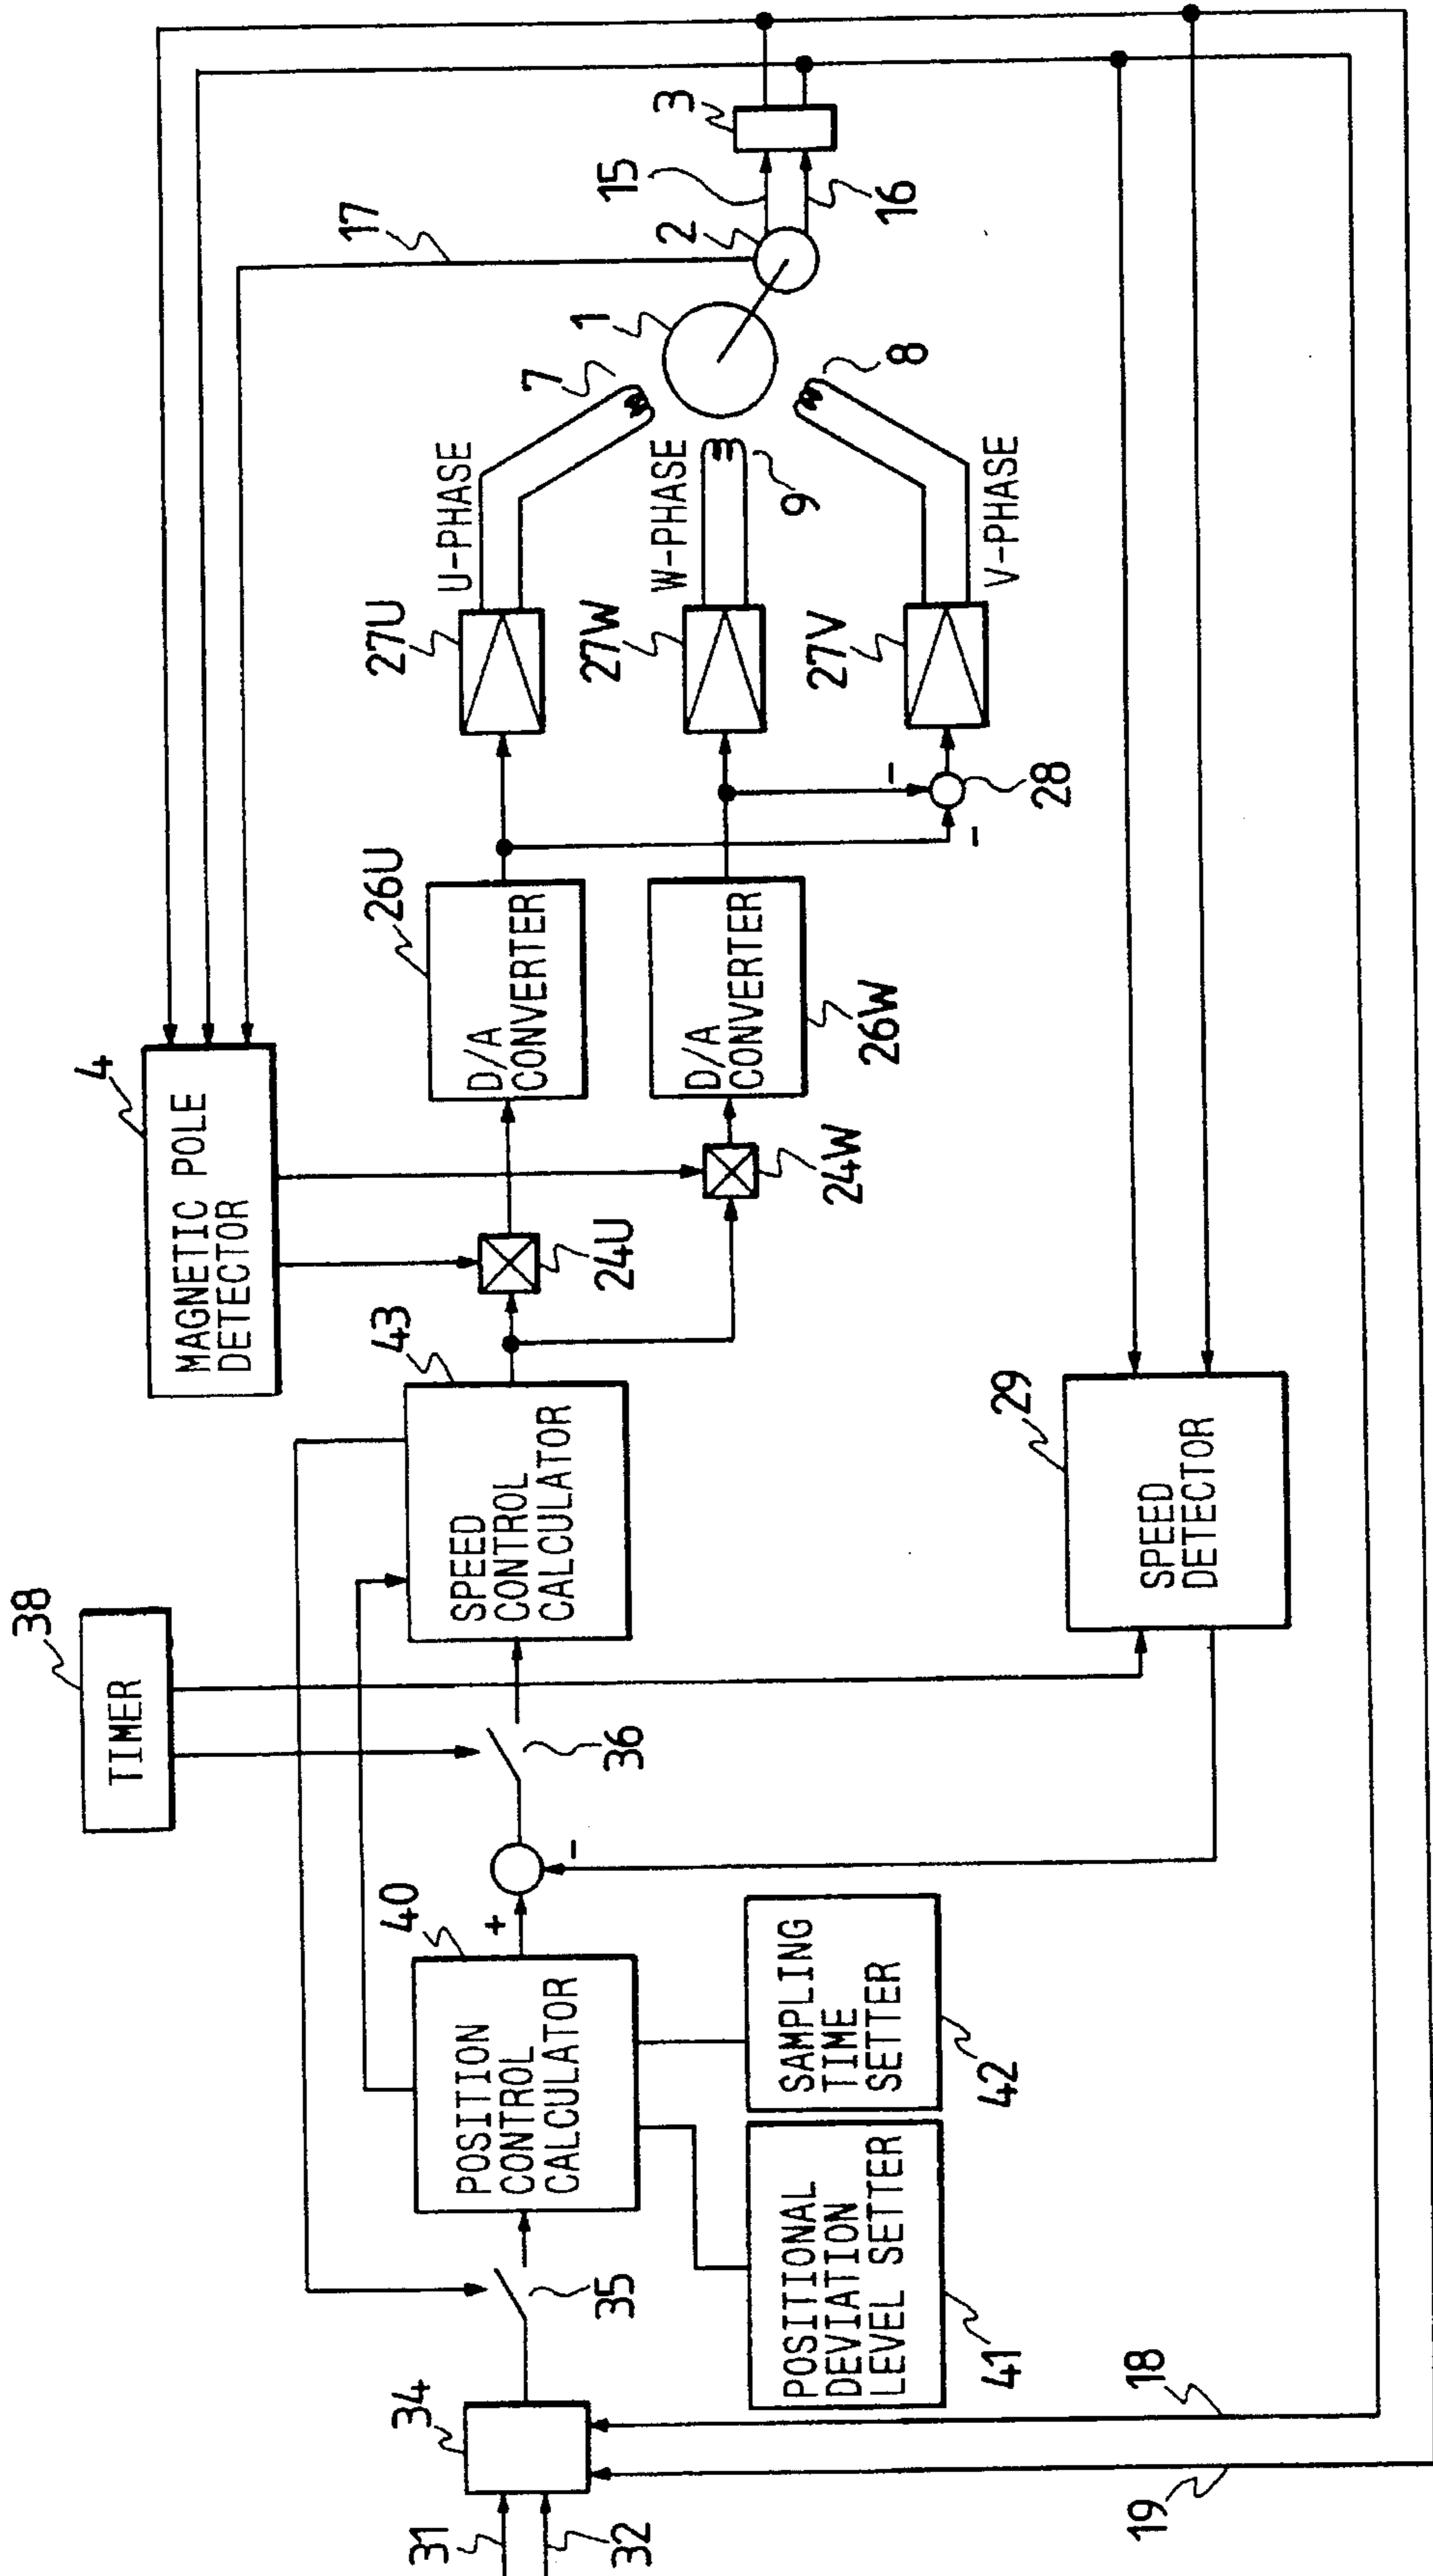 38
TIMER
4
MAGNETIC POLE
DETECTOR
17
43
SPEED
CONTROL
CALCULATOR
40
POSITION
CONTROL
CALCULATOR
34
31
32
35
36
+
-
24U
24W
26U
D/A
CONVERTER
D/A
CONVERTER
26W
27U
U-PHASE
27W
W-PHASE
27V
V-PHASE
-
-
28
7
1
2
15
3
16
8
9
POSITIONAL
DEVIATION
LEVEL SETTER
41
SAMPLING
TIME
SETTER
42
29
SPEED
DETECTOR
18
19